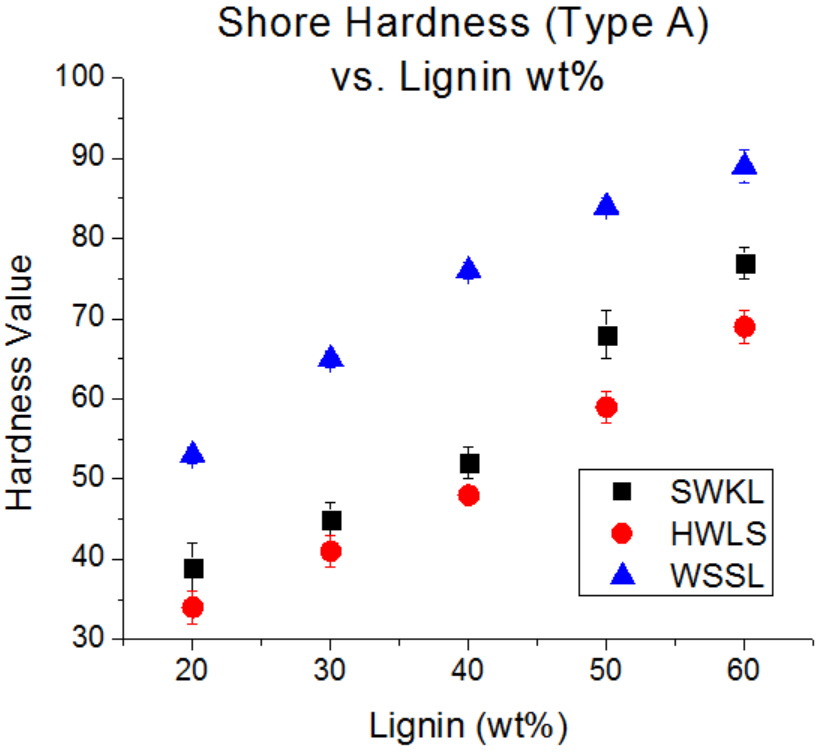 Shore Hardness (Type A)
vs. Lignin wt%
100
90
80
70
60
50
40
30
Hardness Value
SWKL
HWLS
WSSL
20 30 40 50 60
Lignin (wt%)